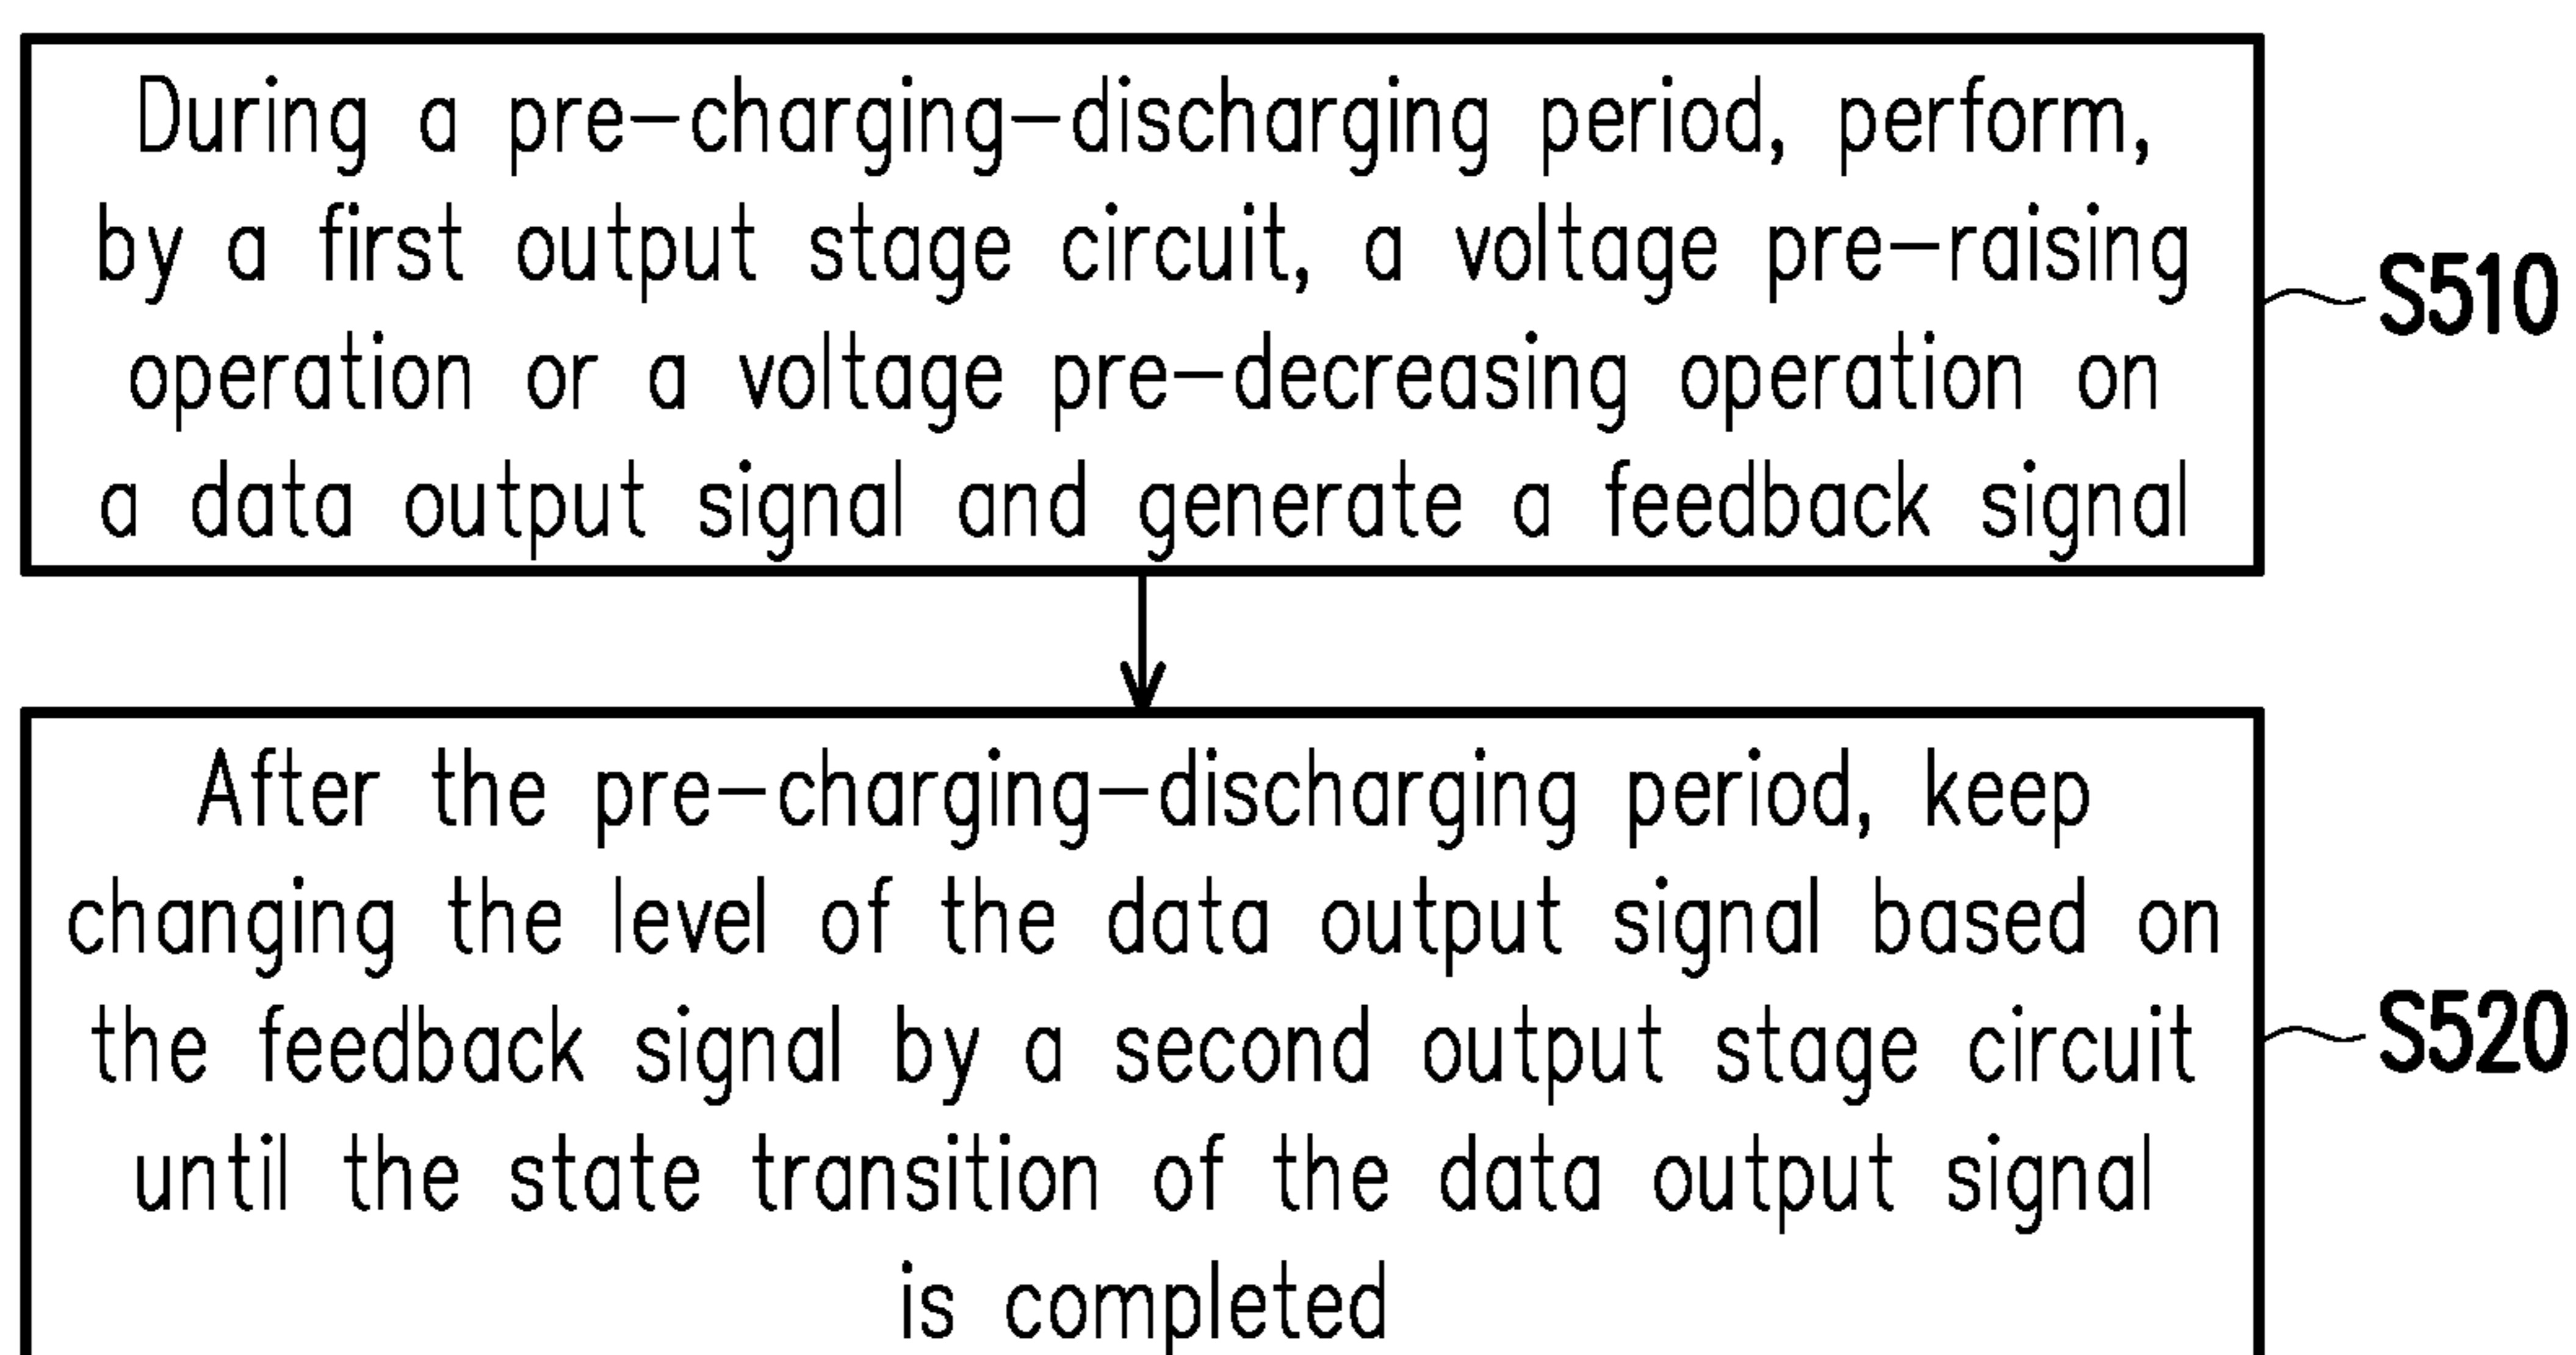 During a pre-charging-discharging period, perform,
by a first output stage circuit, a voltage pre-raising
operation or a voltage pre-decreasing operation on
a data output signal and generate a feedback signal
S510
After the pre-charging-discharging period, keep
changing the level of the data output signal based on
the feedback signal by a second output stage circuit
until the state transition of the data output signal
is completed
S520